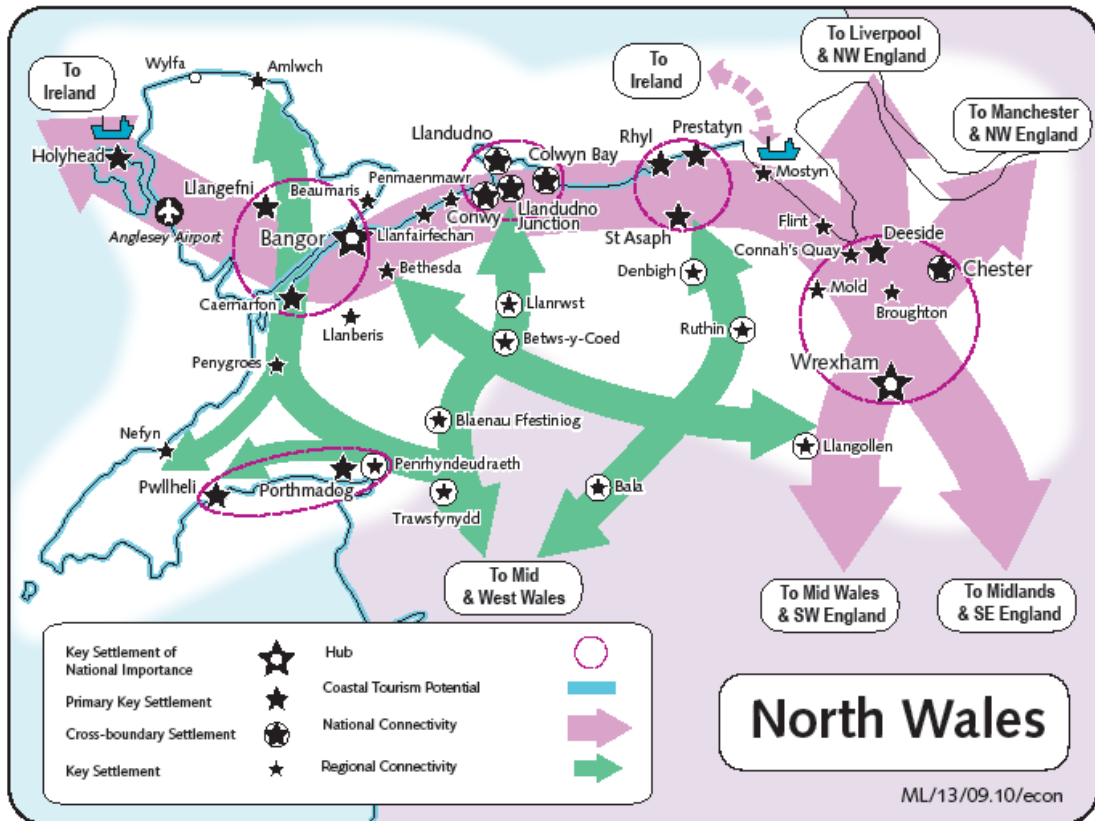 To
Ireland
Wylfa
Amlwch
Holyhead
Llangefni
Beaumaris
Anglesey Airport
Bangor
Penmaenmawr
Llanfairfechan
Bethesda
Caernarfon
Llanberis
Penygroes
Nefyn
Pwllheli
Porthmadog
Penrhyndeudraeth
Trawsfynydd
Blaenau Ffestiniog
Betws-y-Coed
Llanrwst
Llandudno
Colwyn Bay
Conwy
Llandudno
Junction
To
Ireland
Rhyl
Prestatyn
St Asaph
Denbigh
Ruthin
Bala
Mostyn
Flint
Connah's Quay
Deeside
Chester
Mold
Broughton
Wrexham
Llangollen
To Liverpool
& NW England
To Manchester
& NW England
To Mid
& West Wales
To Mid Wales
& SW England
To Midlands
& SE England
Key Settlement of
National Importance
Primary Key Settlement
Cross-boundary Settlement
Key Settlement
Hub
Coastal Tourism Potential
National Connectivity
Regional Connectivity
North Wales
ML/13/09.10/econ